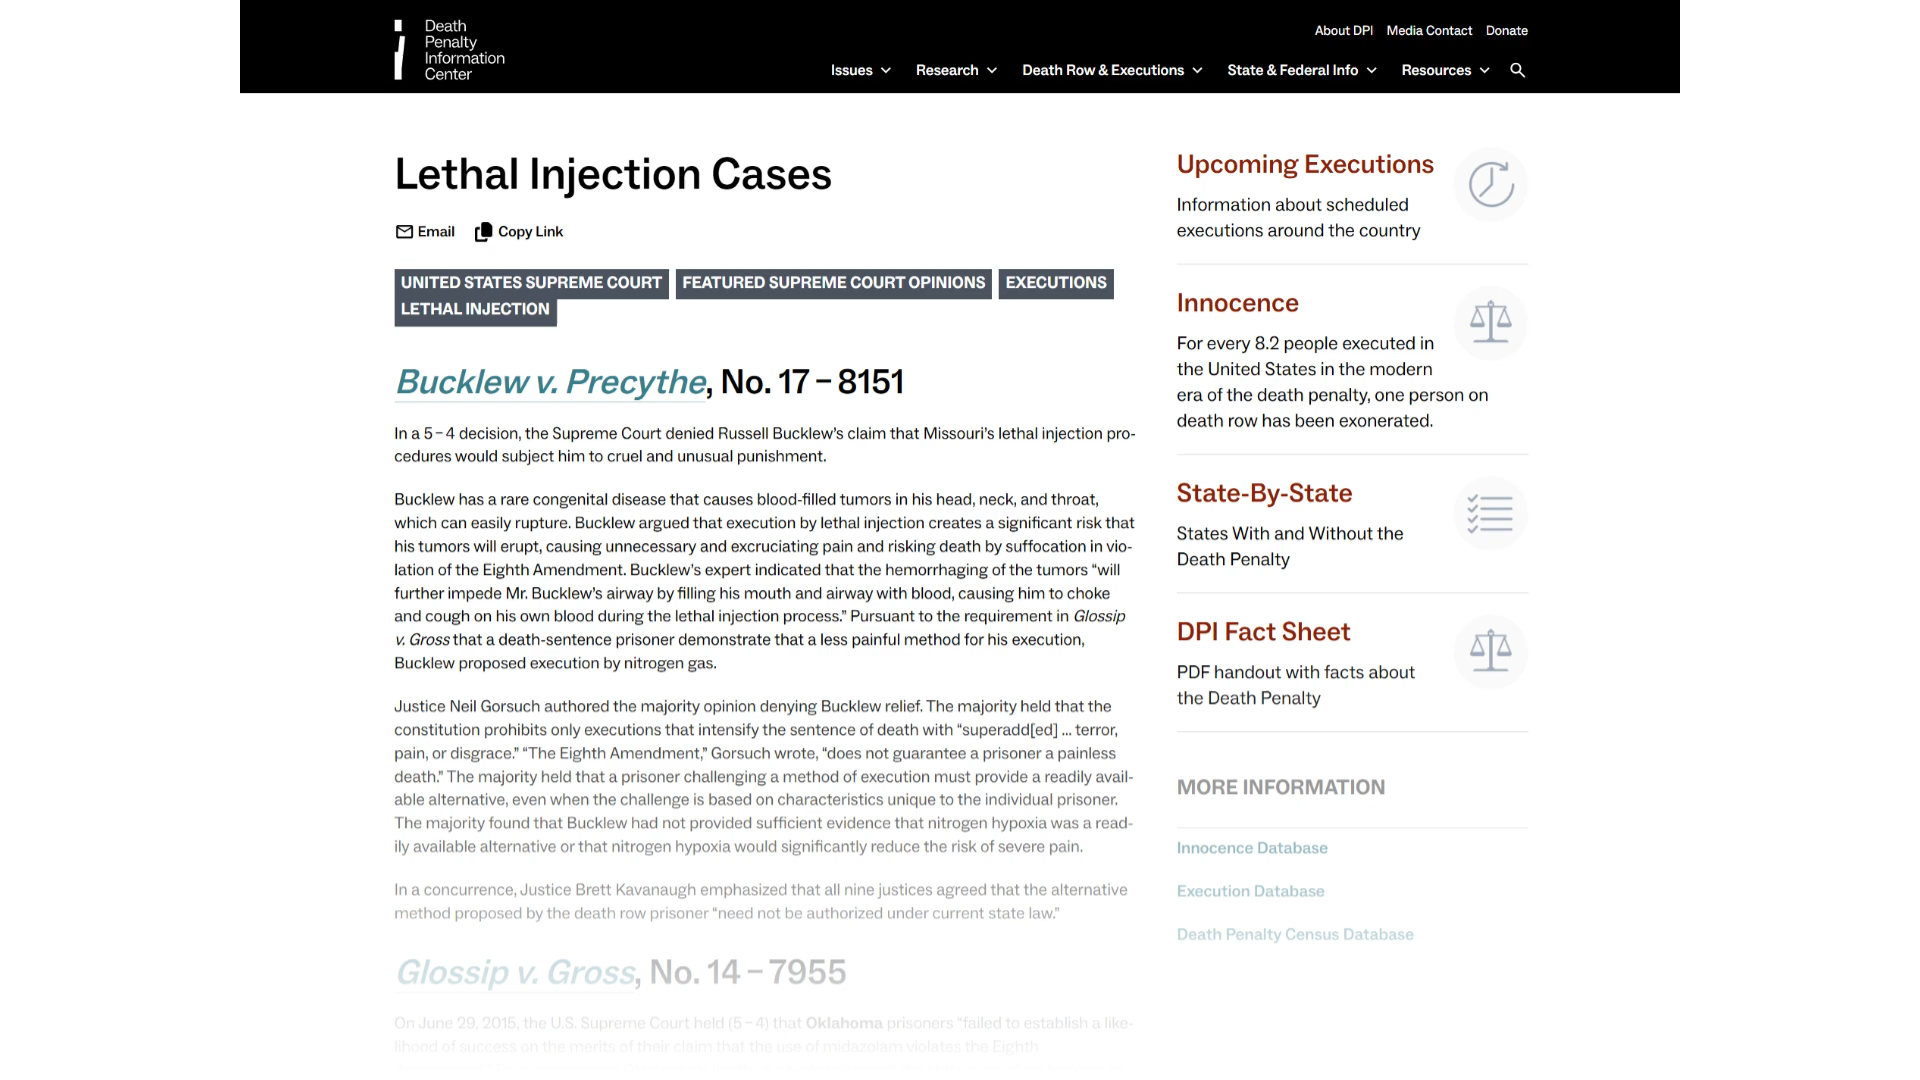 Death
Penalty
Information
Center
About DPI Media Contact Donate
Issues Research Death Row & Executions State & Federal Info Resources
Lethal Injection Cases
Email Copy Link
UNITED STATES SUPREME COURT FEATURED SUPREME COURT OPINIONS EXECUTIONS
LETHAL INJECTION
Bucklew v. Precythe, No. 17–8151
In a 5–4 decision, the Supreme Court denied Russell Bucklew’s claim that Missouri’s lethal injection pro-
cedures would subject him to cruel and unusual punishment.
Bucklew has a rare congenital disease that causes blood-filled tumors in his head, neck, and throat,
which can easily rupture. Bucklew argued that execution by lethal injection creates a significant risk that
his tumors will erupt, causing unnecessary and excruciating pain and risking death by suffocation in vio-
lation of the Eighth Amendment. Bucklew’s expert indicated that the hemorrhaging of the tumors “will
further impede Mr. Bucklew’s airway by filling his mouth and airway with blood, causing him to choke
and cough on his own blood during the lethal injection process.” Pursuant to the requirement in Glossip
v. Gross that a death-sentence prisoner demonstrate that a less painful method for his execution,
Bucklew proposed execution by nitrogen gas.
Justice Neil Gorsuch authored the majority opinion denying Bucklew relief. The majority held that the
constitution prohibits only executions that intensify the sentence of death with “superadd[ed] … terror,
pain, or disgrace.” “The Eighth Amendment,” Gorsuch wrote, “does not guarantee a prisoner a painless
death.” The majority held that a prisoner challenging a method of execution must provide a readily avail-
able alternative, even when the challenge is based on characteristics unique to the individual prisoner.
The majority found that Bucklew had not provided sufficient evidence that nitrogen hypoxia was a read-
ily available alternative or that nitrogen hypoxia would significantly reduce the risk of severe pain.
In a concurrence, Justice Brett Kavanaugh emphasized that all nine justices agreed that the alternative
method proposed by the death row prisoner “need not be authorized under current state law.”
Glossip v. Gross, No. 14–7955
On June 29, 2015, the U.S. Supreme Court held (5–4) that Oklahoma prisoners “failed to establish a like-
lihood of success on the merits of their claim that the use of midazolam violates the Eighth
Upcoming Executions
Information about scheduled
executions around the country
Innocence
For every 8.2 people executed in
the United States in the modern
era of the death penalty, one person on
death row has been exonerated.
State-By-State
States With and Without the
Death Penalty
DPI Fact Sheet
PDF handout with facts about
the Death Penalty
MORE INFORMATION
Innocence Database
Execution Database
Death Penalty Census Database